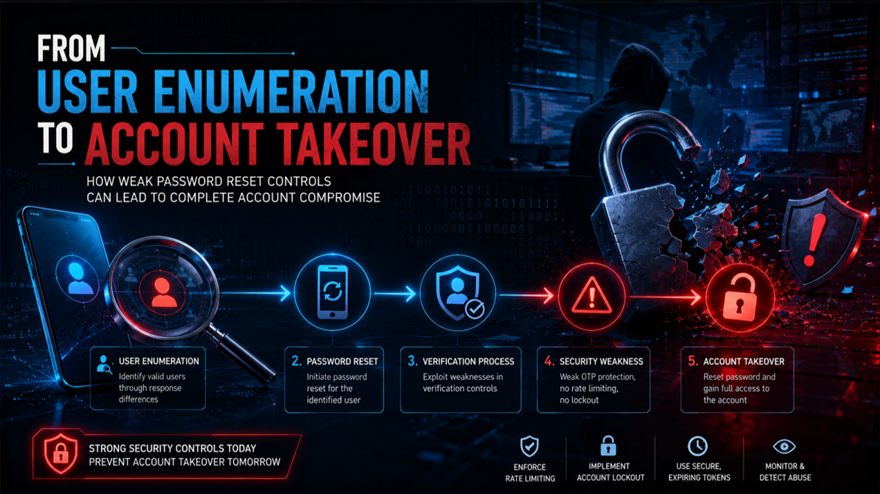 FROM
USER ENUMERATION
TO ACCOUNT TAKEOVER
HOW WEAK PASSWORD RESET CONTROLS
CAN LEAD TO COMPLETE ACCOUNT COMPROMISE
USER ENUMERATION
Identify valid users
through response
differences
2. PASSWORD RESET
Initiate password
reset for the
identified user
3. VERIFICATION PROCESS
Exploit weaknesses in
verification controls
4. SECURITY WEAKNESS
Weak OTP protection,
no rate limiting,
no lockout
5. ACCOUNT TAKEOVER
Reset password and
gain full access to
the account
STRONG SECURITY CONTROLS TODAY
PREVENT ACCOUNT TAKEOVER TOMORROW
ENFORCE
RATE LIMITING
IMPLEMENT
ACCOUNT LOCKOUT
USE SECURE,
EXPIRING TOKENS
MONITOR &
DETECT ABUSE